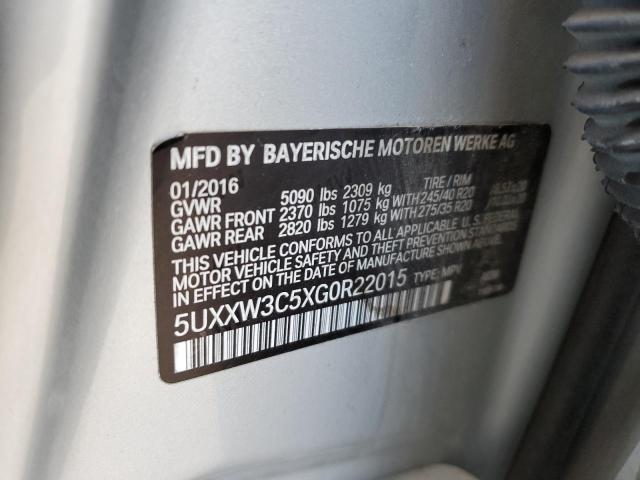 MFD BY BAYERISCHE MOTOREN WERKE AG
01/2016
GVWR 5090 lbs 2309 kg TIRE / RIM
GAWR FRONT 2370 lbs 1075 kg WITH 245/40 R20
GAWR REAR 2820 lbs 1279 kg WITH 275/35 R20
THIS VEHICLE CONFORMS TO ALL APPLICABLE U.S. FEDERAL
MOTOR VEHICLE SAFETY AND THEFT PREVENTION STANDARDS
IN EFFECT ON THE DATE OF MANUFACTURE SHOWN ABOVE.
5UXXW3C5XG0R22015 TYPE: MPV